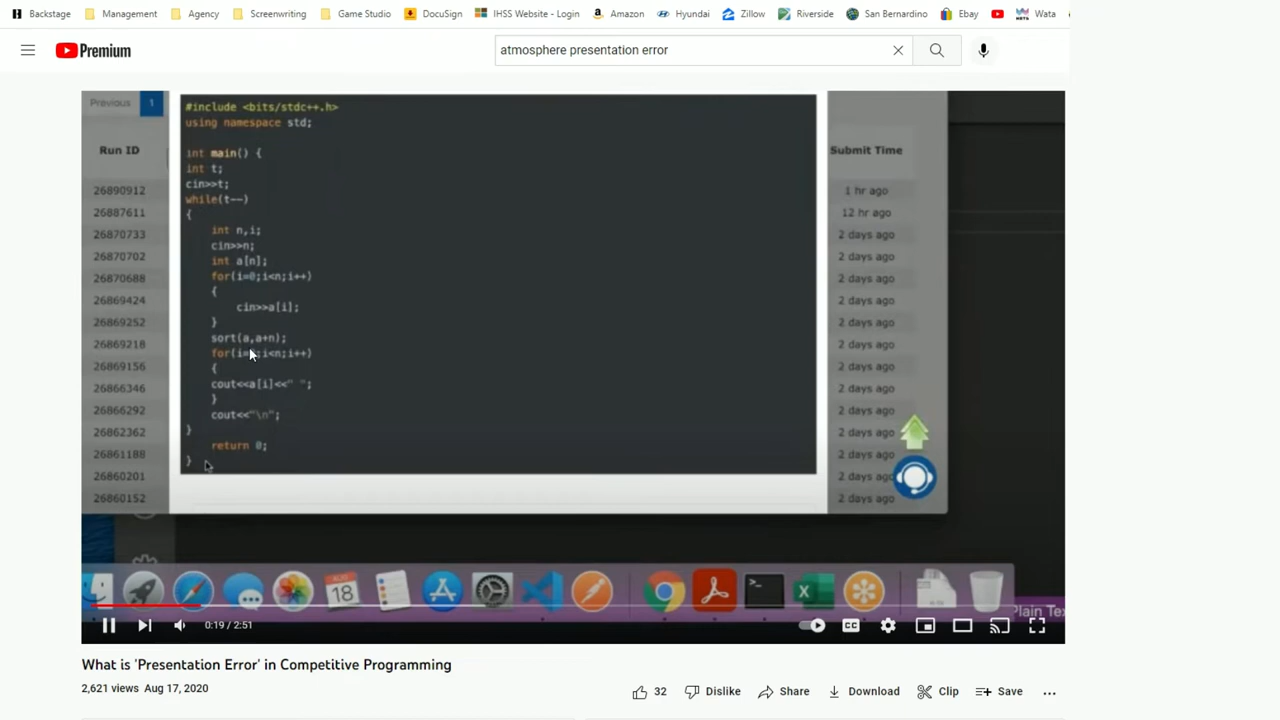 Backstage Management Agency Screenwriting Game Studio DocuSign IHSS Website - Login Amazon Hyundai Zillow Riverside San Bernardino Ebay Wata
Premium
atmosphere presentation error
Previous 1
Run ID
Submit Time
26890912
26887611
26870733
26870702
26870688
26869424
26869252
26869218
26869156
26866346
26866292
26862362
26861188
26860201
26860152
#include <bits/stdc++.h>
using namespace std;
int main() {
int t;
cin>>t;
while(t--)
{
int n,i;
cin>>n;
int a[n];
for(i=0;i<n;i++)
{
cin>>a[i];
}
sort(a,a+n);
for(i=0;i<n;i++)
{
cout<<a[i]<<" ";
}
cout<<"\n";
}
return 0;
}
1 hr ago
12 hr ago
2 days ago
2 days ago
2 days ago
2 days ago
2 days ago
2 days ago
2 days ago
2 days ago
2 days ago
2 days ago
2 days ago
2 days ago
2 days ago
AUG
18
Plain Tex
0:19 / 2:51
CC
What is 'Presentation Error' in Competitive Programming
2,621 views Aug 17, 2020
32 Dislike Share Download Clip Save